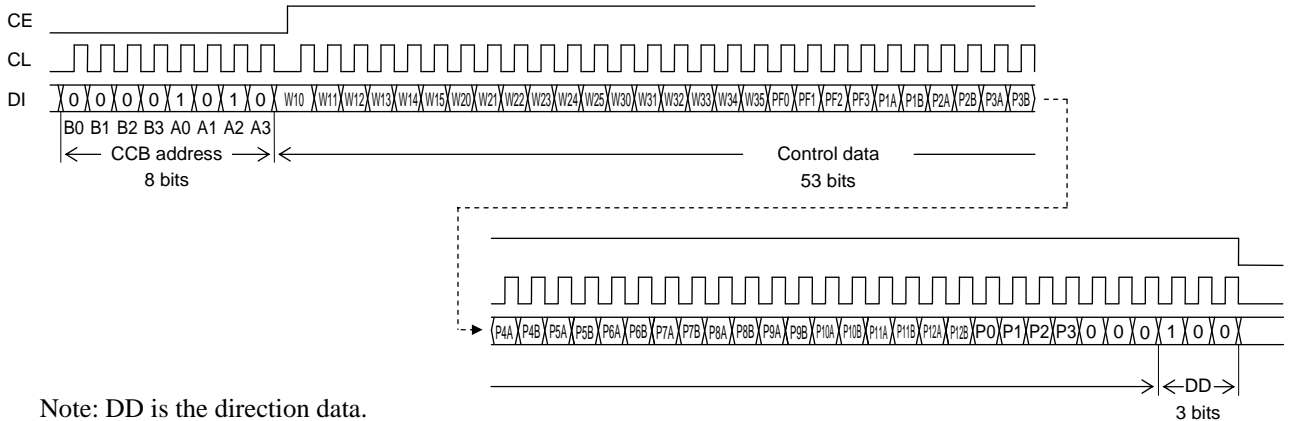 CE
CL
DI 0 0 0 0 1 0 1 0 W10 W11 W12 W13 W14 W15 W20 W21 W22 W23 W24 W25 W30 W31 W32 W33 W34 W35 PF0 PF1 PF2 PF3 P1A P1B P2A P2B P3A P3B
B0 B1 B2 B3 A0 A1 A2 A3
CCB address Control data
8 bits 53 bits
P4A P4B P5A P5B P6A P6B P7A P7B P8A P8B P9A P9B P10A P10B P11A P11B P12A P12B P0 P1 P2 P3 0 0 0 1 0 0
DD
Note: DD is the direction data.
3 bits